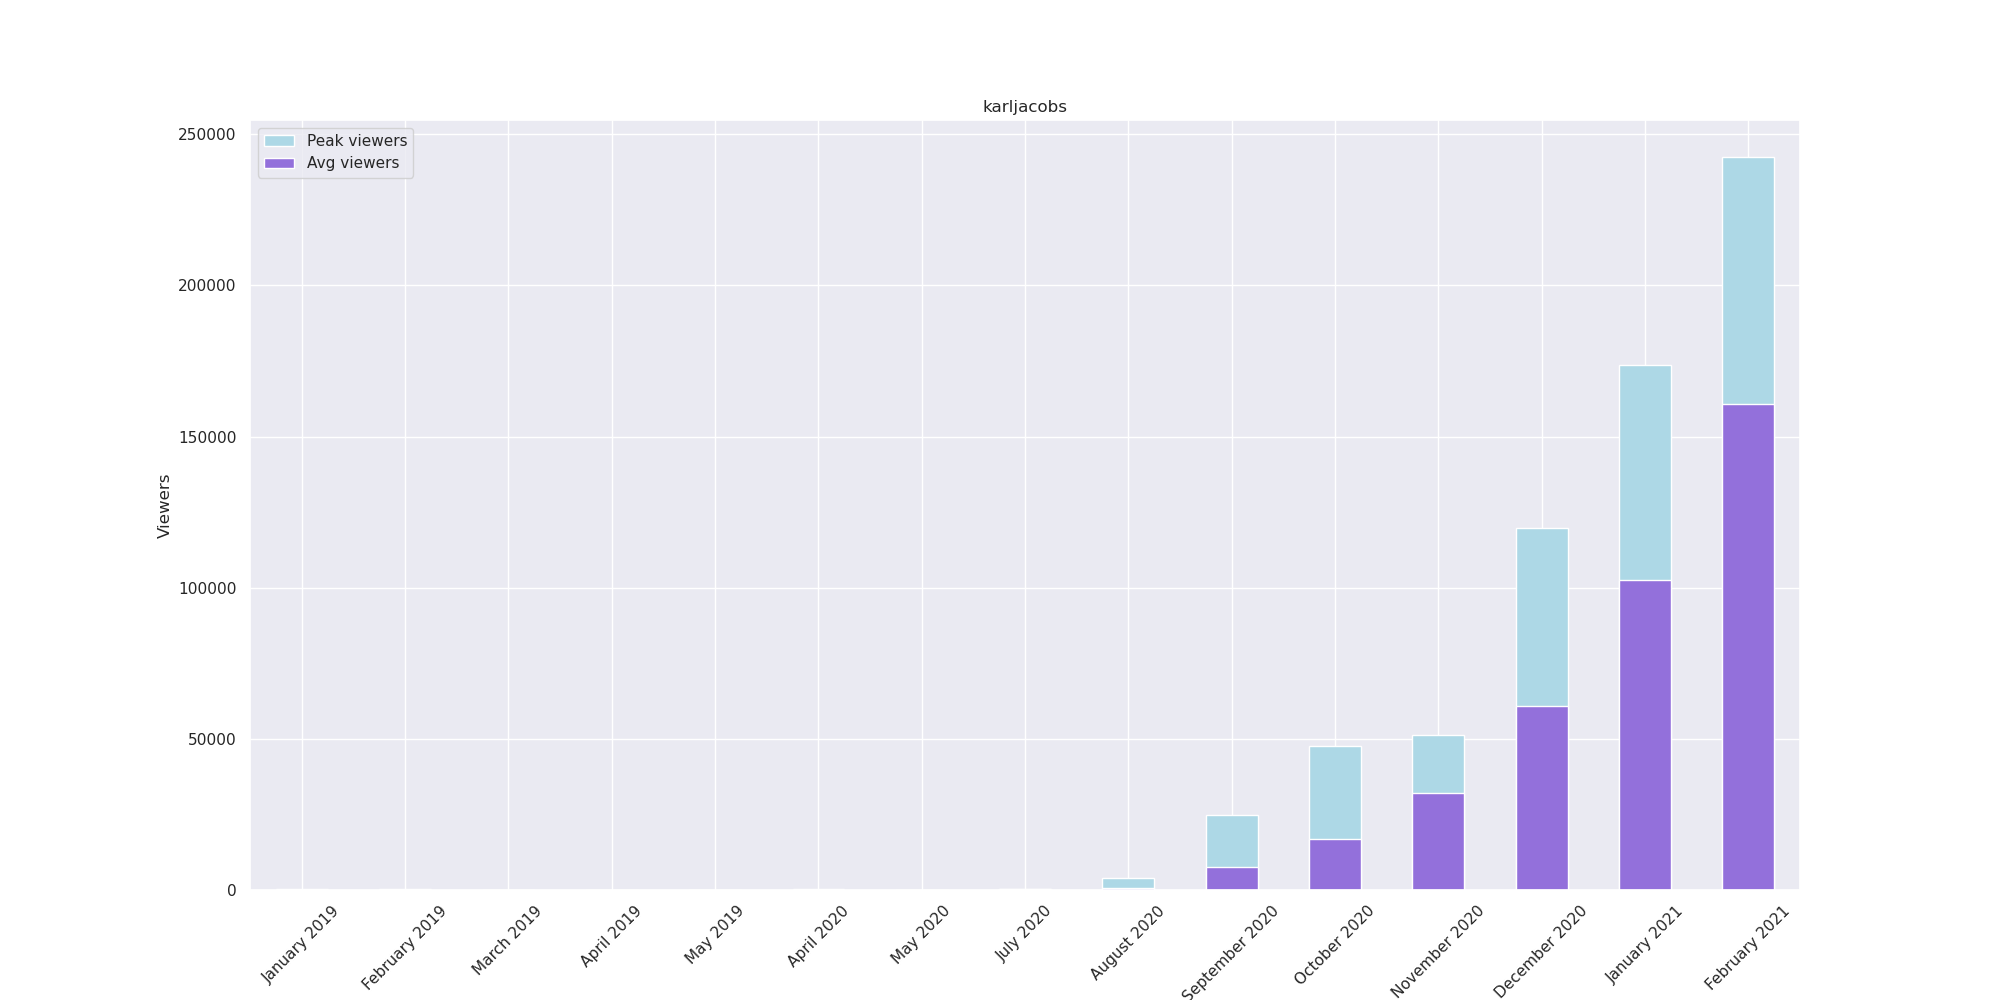 karljacobs
Peak viewers
Avg viewers
250000
200000
150000
100000
50000
0
Viewers
January 2019
February 2019
March 2019
April 2019
May 2019
April 2020
May 2020
July 2020
August 2020
September 2020
October 2020
November 2020
December 2020
January 2021
February 2021